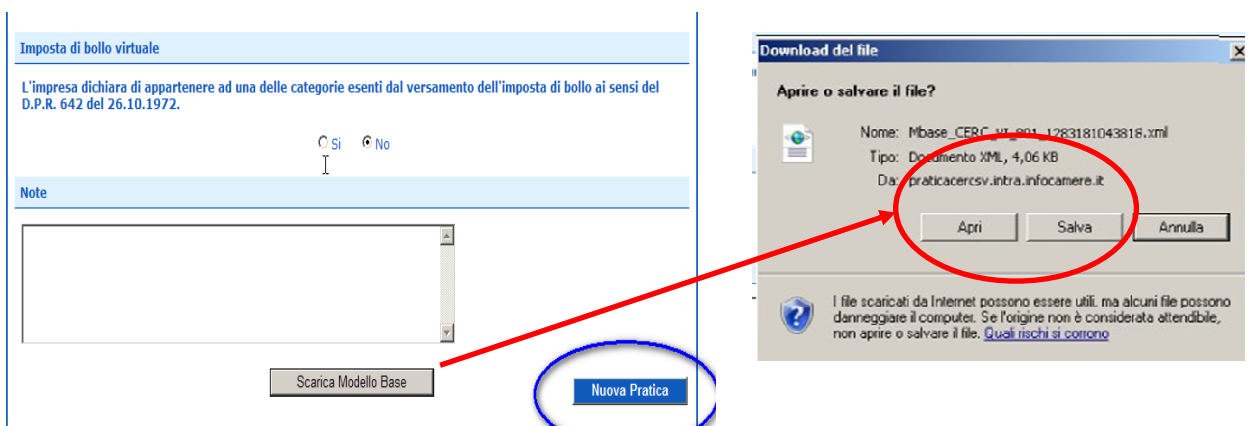 Imposta di bollo virtuale
L'impresa dichiara di appartenere ad una delle categorie esenti dal versamento dell'imposta di bollo ai sensi del
D.P.R. 642 del 26.10.1972.
Si No
Note
Scarica Modello Base
Nuova Pratica
Download del file
Aprire o salvare il file?
Nome: Mbase_CERC_VI_891_1283181043818.xml
Tipo: Documento XML, 4,06 KB
Da: praticacercsv.intra.infocamere.it
Apri Salva Annulla
I file scaricati da Internet possono essere utili, ma alcuni file possono
danneggiare il computer. Se l'origine non è considerata attendibile,
non aprire o salvare il file. Quali rischi si corrono